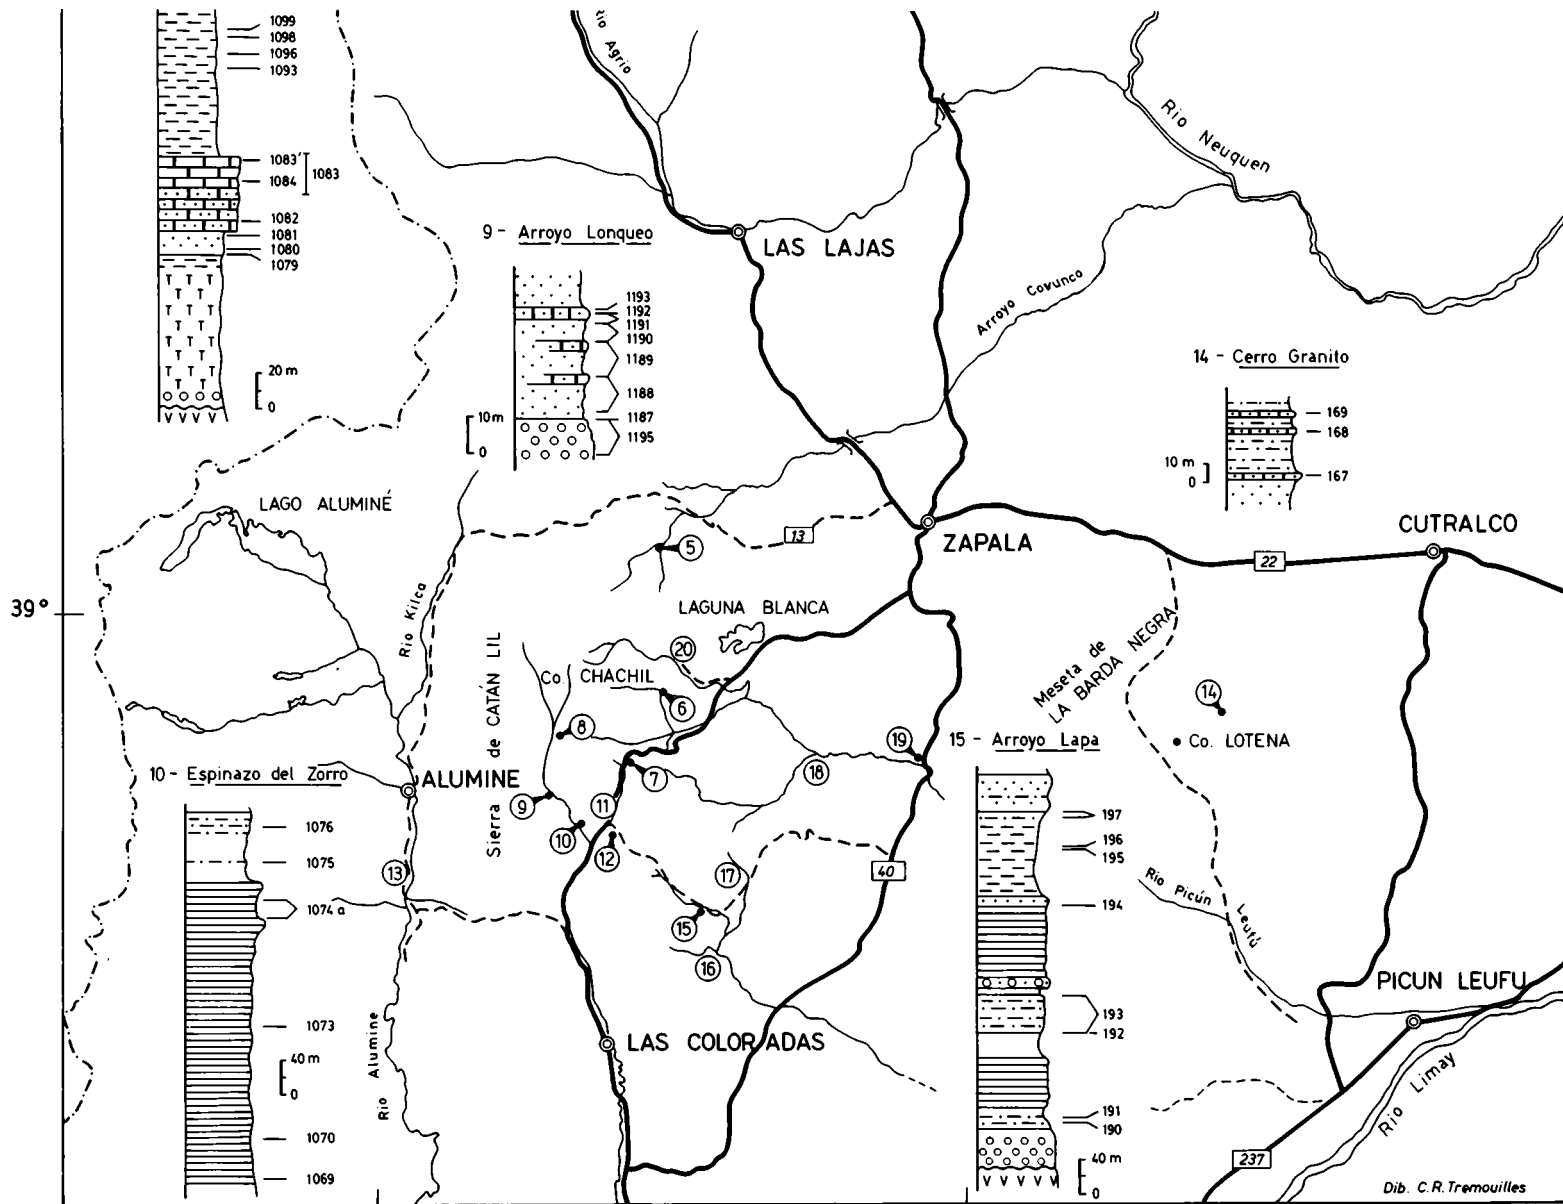 1099
1098
1096
1093
1083'
1084
1083
1082
1081
1080
1079
20 m
0
Rio Agrio
LAS LAJAS
Rio Neuquen
Arroyo Covunco
9 - Arroyo Lonqueo
1193
1192
1191
1190
1189
1188
1187
1195
10 m
0
14 - Cerro Granito
169
168
167
10 m
0
LAGO ALUMINÉ
13
ZAPALA
22
CUTRALCO
39°
Rio Kilca
5
LAGUNA BLANCA
20
Co. CHACHIL
6
Sierra de CATÁN LIL
8
Meseta de
LA BARDA NEGRA
14
Co. LOTENA
19
18
7
ALUMINE
9
11
10
12
13
17
40
15
16
10 - Espinazo del Zorro
1076
1075
1074 a
1073
40 m
0
1070
1069
Rio Alumine
LAS COLORADAS
15 - Arroyo Lapa
197
196
195
194
193
192
191
190
40 m
0
Rio Picún Leufú
PICUN LEUFU
Rio Limay
237
Dib. C.R. Tremouilles